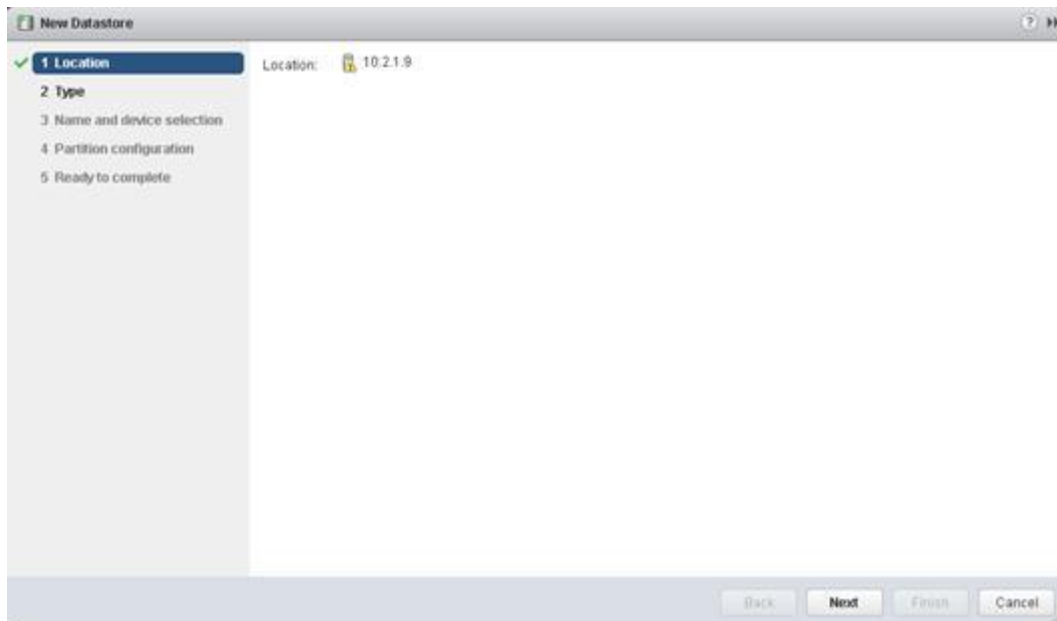 New Datastore
?
1 Location
Location: 10.2.1.9
2 Type
3 Name and device selection
4 Partition configuration
5 Ready to complete
Back Next Finish Cancel